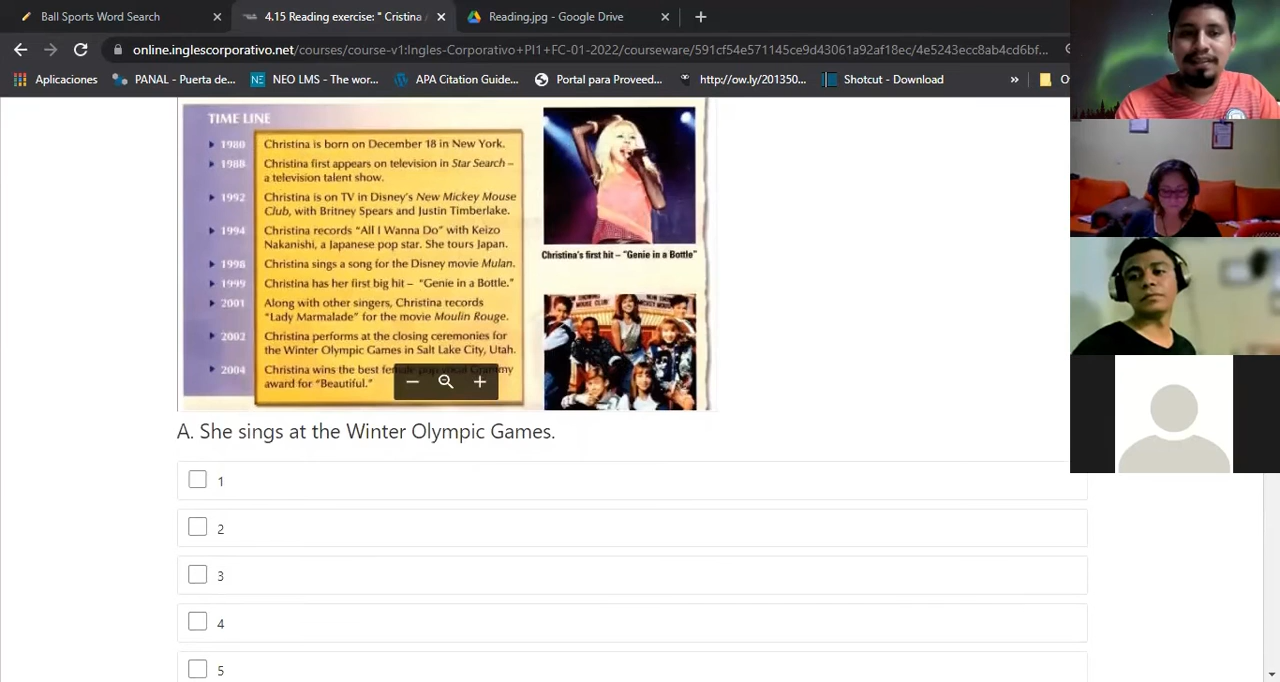 Ball Sports Word Search
4.15 Reading exercise: " Cristina
Reading.jpg - Google Drive
online.inglescorporativo.net/courses/course-v1:Ingles-Corporativo+PI1+FC-01-2022/courseware/591cf54e571145ce9d43061a92af18ec/4e5243ecc8ab4cd6bf...
Aplicaciones
PANAL - Puerta de...
NEO LMS - The wor...
APA Citation Guide...
Portal para Proveed...
http://ow.ly/201350...
Shotcut - Download
»
TIME LINE
1980 Christina is born on December 18 in New York.
1988 Christina first appears on television in Star Search –
a television talent show.
1992 Christina is on TV in Disney's New Mickey Mouse
Club, with Britney Spears and Justin Timberlake.
1994 Christina records "All I Wanna Do" with Keizo
Nakanishi, a Japanese pop star. She tours Japan.
1998 Christina sings a song for the Disney movie Mulan.
1999 Christina has her first big hit – "Genie in a Bottle."
2001 Along with other singers, Christina records
"Lady Marmalade" for the movie Moulin Rouge.
2002 Christina performs at the closing ceremonies for
the Winter Olympic Games in Salt Lake City, Utah.
2004 Christina wins the best female pop vocal Grammy
award for "Beautiful."
Christina's first hit – "Genie in a Bottle"
A. She sings at the Winter Olympic Games.
1
2
3
4
5